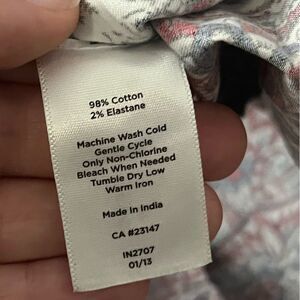 98% Cotton
2% Elastane
Machine Wash Cold
Gentle Cycle
Only Non-Chlorine
Bleach When Needed
Tumble Dry Low
Warm Iron
Made in India
CA #23147
IN2707
01/13